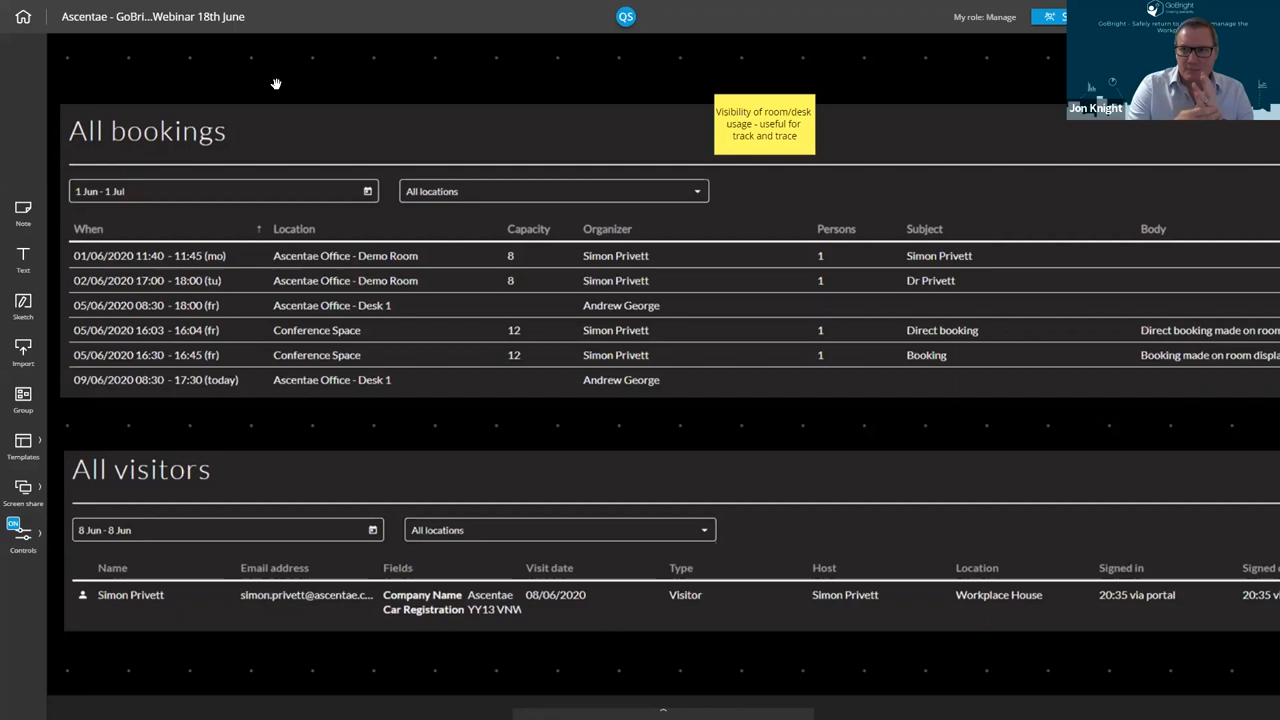 Ascentae - GoBri...Webinar 18th June
QS
My role: Manage
GoBright
GoBright - Safely return to
manage the
Jon Knight
Note
Text
Sketch
Import
Group
Templates
Screen share
ON
Controls
All bookings
Visibility of room/desk
usage - useful for
track and trace
1 Jun - 1 Jul
All locations
When ↑ Location Capacity Organizer Persons Subject Body
01/06/2020 11:40 - 11:45 (mo) Ascentae Office - Demo Room 8 Simon Privett 1 Simon Privett
02/06/2020 17:00 - 18:00 (tu) Ascentae Office - Demo Room 8 Simon Privett 1 Dr Privett
05/06/2020 08:30 - 18:00 (fr) Ascentae Office - Desk 1 Andrew George
05/06/2020 16:03 - 16:04 (fr) Conference Space 12 Simon Privett 1 Direct booking Direct booking made on room
05/06/2020 16:30 - 16:45 (fr) Conference Space 12 Simon Privett 1 Booking Booking made on room displa
09/06/2020 08:30 - 17:30 (today) Ascentae Office - Desk 1 Andrew George
All visitors
8 Jun - 8 Jun
All locations
Name Email address Fields Visit date Type Host Location Signed in Signed
Simon Privett simon.privett@ascentae.c... Company Name Ascentae 08/06/2020 Visitor Simon Privett Workplace House 20:35 via portal 20:35 vi
Car Registration YY13 VNW